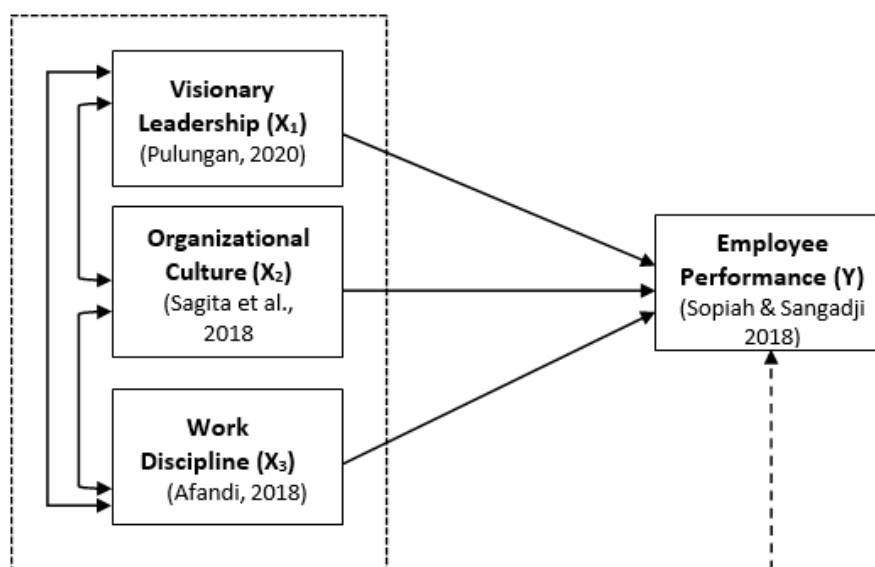 Visionary
Leadership (X₁)
(Pulungan, 2020)
Organizational
Culture (X₂)
(Sagita et al.,
2018
Work
Discipline (X₃)
(Afandi, 2018)
Employee
Performance (Y)
(Sopiah & Sangadji
2018)